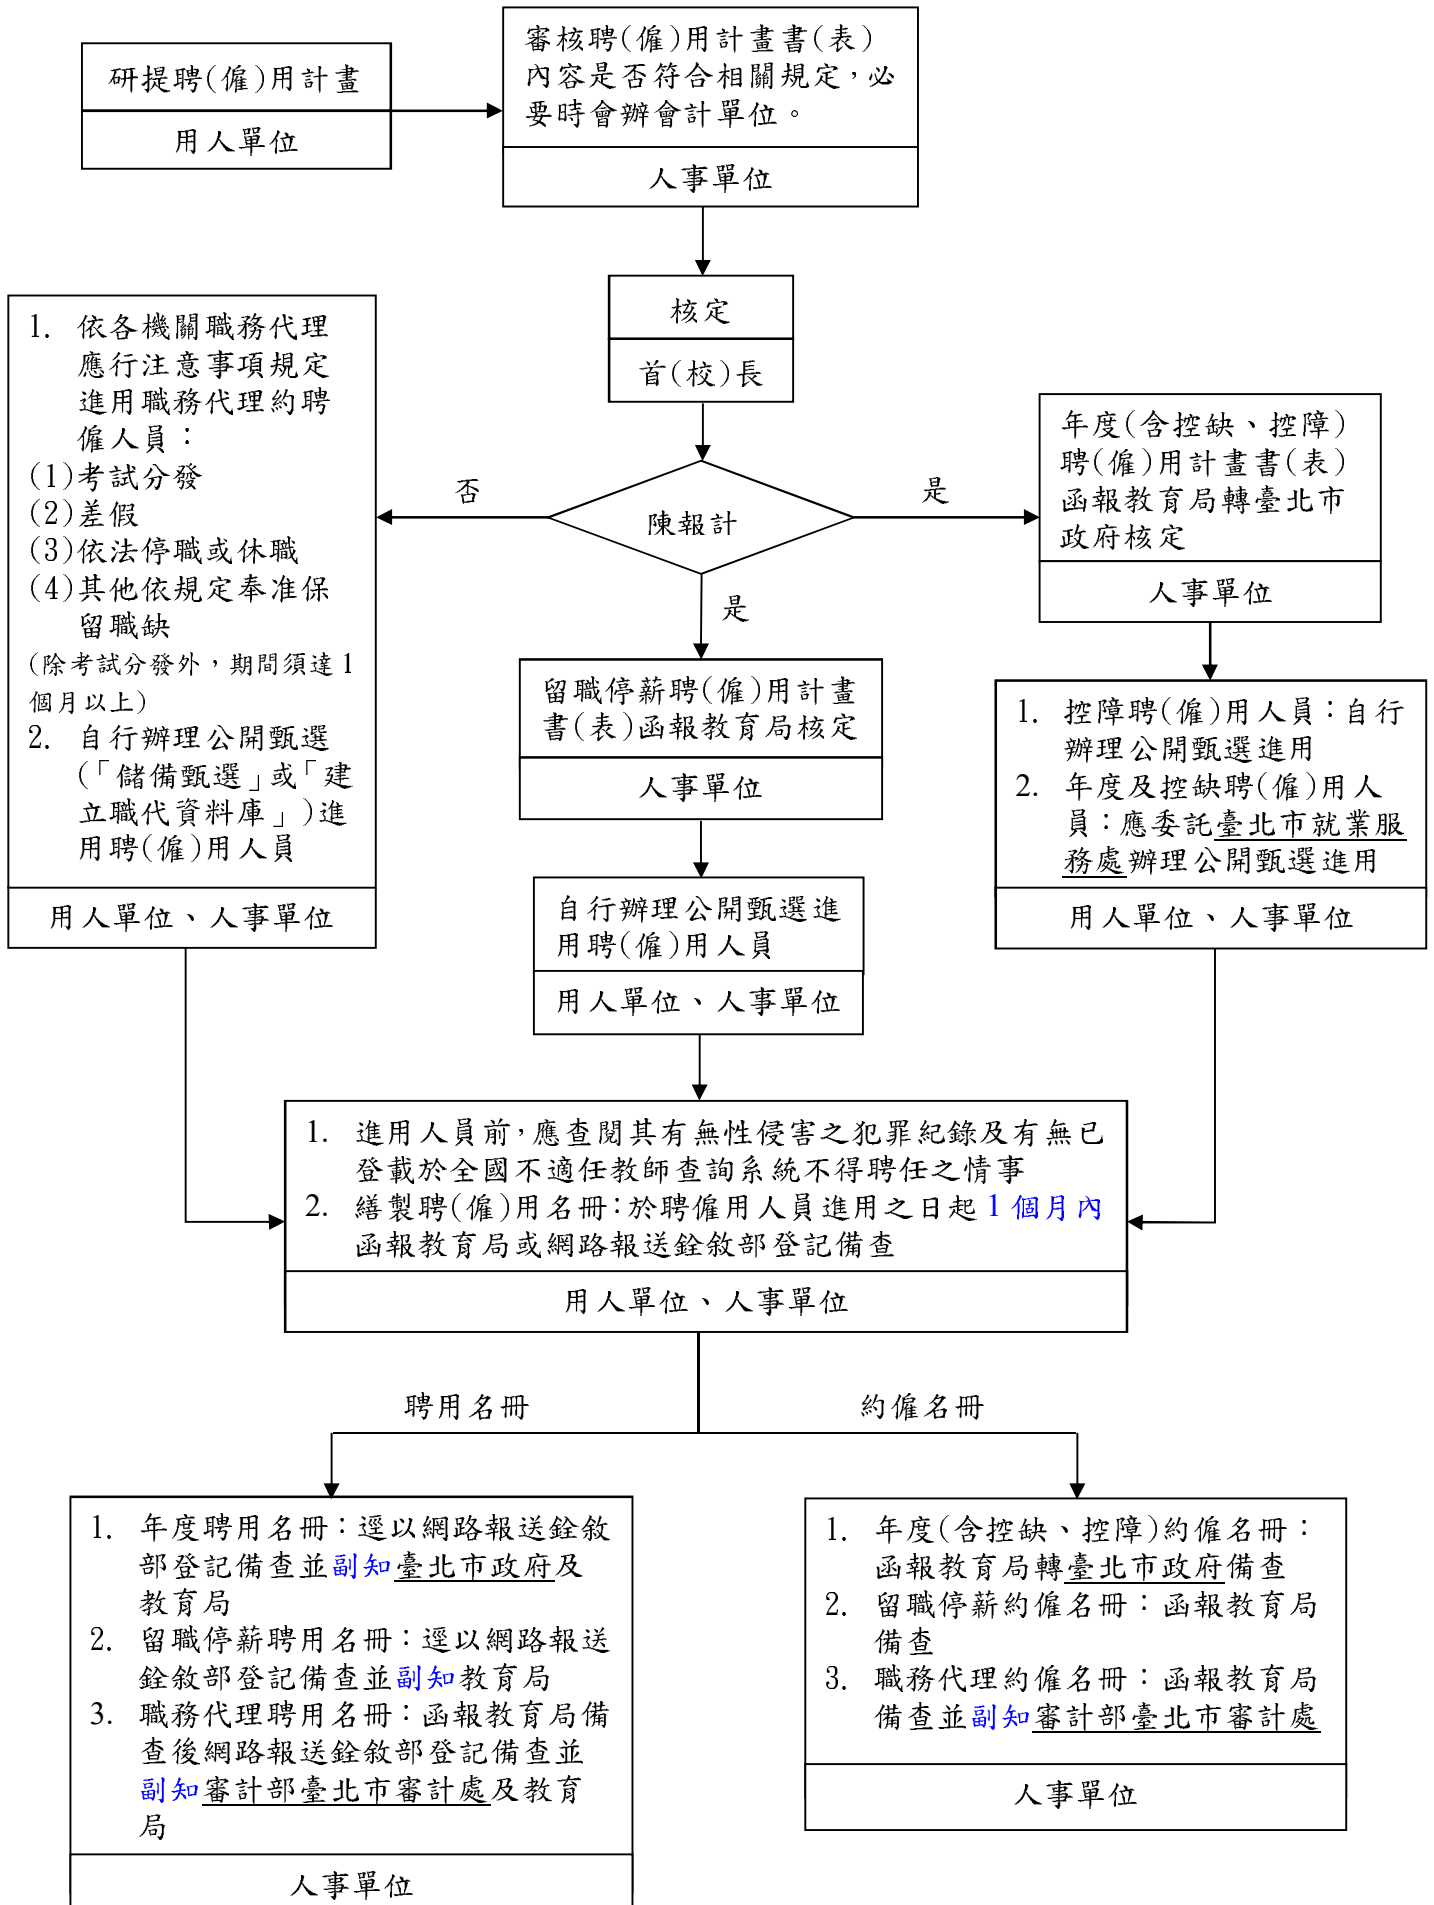 研提聘(僱)用計畫
用人單位
審核聘(僱)用計畫書(表)
內容是否符合相關規定，必
要時會辦會計單位。
人事單位
核定
首(校)長
陳報計
否
是
是
1. 依各機關職務代理
應行注意事項規定
進用職務代理約聘
僱人員：
(1)考試分發
(2)差假
(3)依法停職或休職
(4)其他依規定奉准保
留職缺
(除考試分發外，期間須達1
個月以上)
2. 自行辦理公開甄選
(「儲備甄選」或「建
立職代資料庫」)進
用聘(僱)用人員
用人單位、人事單位
留職停薪聘(僱)用計畫
書(表)函報教育局核定
人事單位
自行辦理公開甄選進
用聘(僱)用人員
用人單位、人事單位
年度(含控缺、控障)
聘(僱)用計畫書(表)
函報教育局轉臺北市
政府核定
人事單位
1. 控障聘(僱)用人員：自行
辦理公開甄選進用
2. 年度及控缺聘(僱)用人
員：應委託臺北市就業服
務處辦理公開甄選進用
用人單位、人事單位
1. 進用人員前，應查閱其有無性侵害之犯罪紀錄及有無已
登載於全國不適任教師查詢系統不得聘任之情事
2. 繕製聘(僱)用名冊：於聘僱用人員進用之日起1個月內
函報教育局或網路報送銓敘部登記備查
用人單位、人事單位
聘用名冊
約僱名冊
1. 年度聘用名冊：逕以網路報送銓敘
部登記備查並副知臺北市政府及
教育局
2. 留職停薪聘用名冊：逕以網路報送
銓敘部登記備查並副知教育局
3. 職務代理聘用名冊：函報教育局備
查後網路報送銓敘部登記備查並
副知審計部臺北市審計處及教育
局
人事單位
1. 年度(含控缺、控障)約僱名冊：
函報教育局轉臺北市政府備查
2. 留職停薪約僱名冊：函報教育局
備查
3. 職務代理約僱名冊：函報教育局
備查並副知審計部臺北市審計處
人事單位